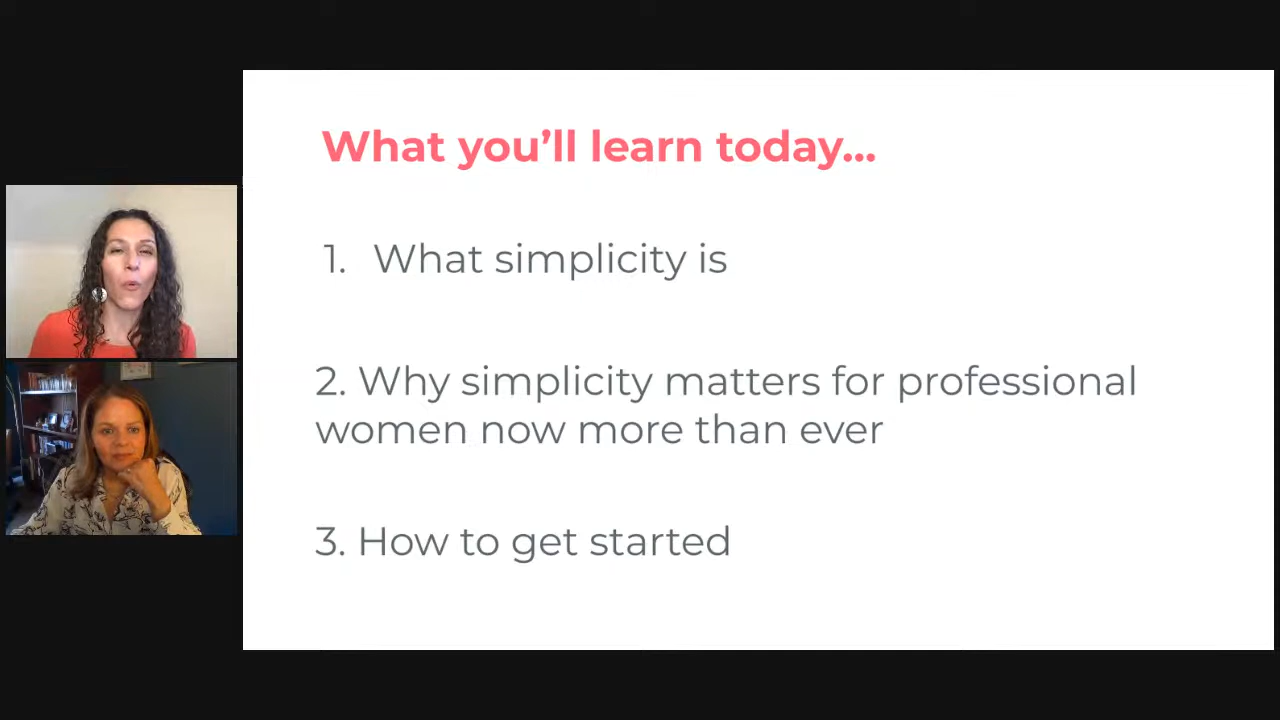 What you’ll learn today...
1. What simplicity is
2. Why simplicity matters for professional
women now more than ever
3. How to get started